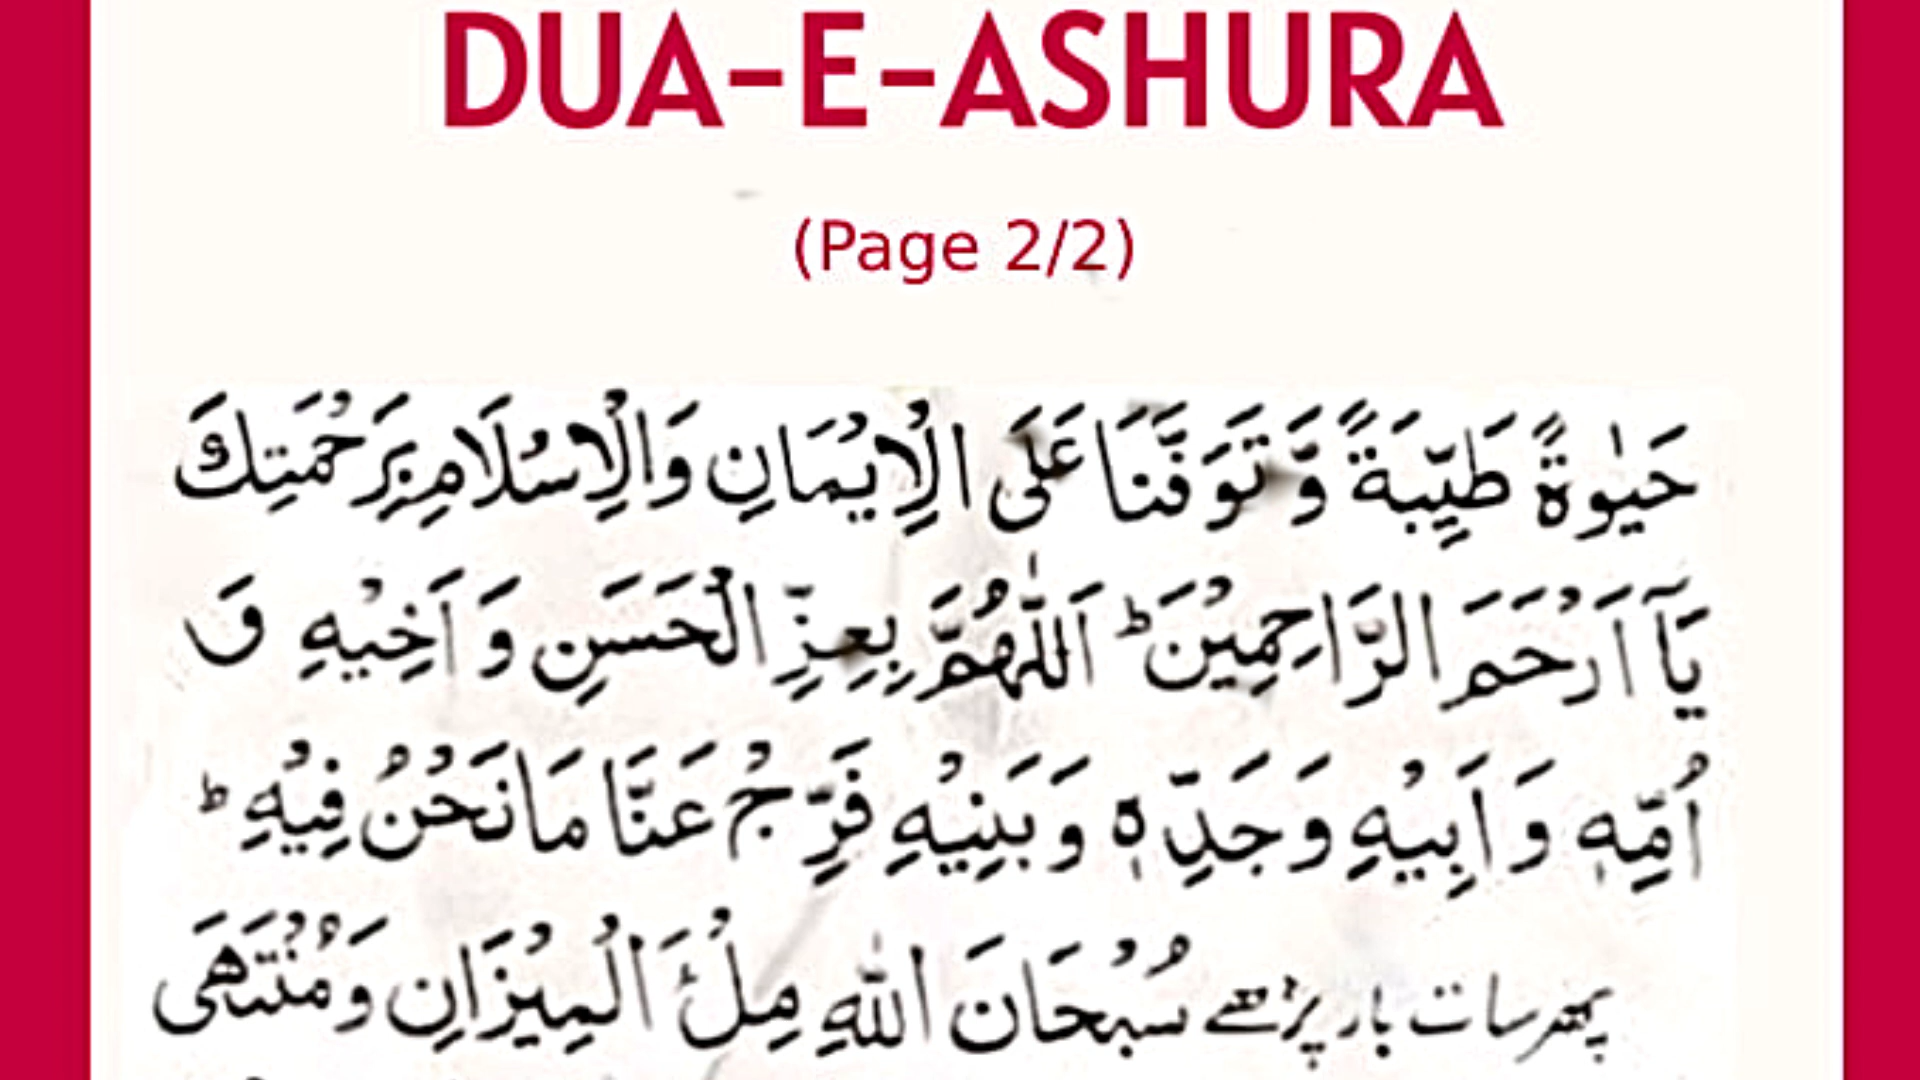 DUA-E-ASHURA
(Page 2/2)
حَيٰوةً طَيِّبَةً وَّ تَوَفَّنَا عَلَى الْاِيْمَانِ وَالْاِسْلَامِ بِرَحْمَتِكَ
يَآ اَرْحَمَ الرَّاحِمِيْنَ ؕ اَللّٰهُمَّ بِعِزِّ الْحَسَنِ وَ اَخِيْهِ وَ
اُمِّهٖ وَ اَبِيْهِ وَجَدِّهٖ وَبَنِيْهِ فَرِّجْ عَنَّا مَا نَحْنُ فِيْهِ ؕ
پھر سات بار پڑھے سُبْحَانَ اللّٰهِ مِلْئَ الْمِيْزَانِ وَمُنْتَهَى